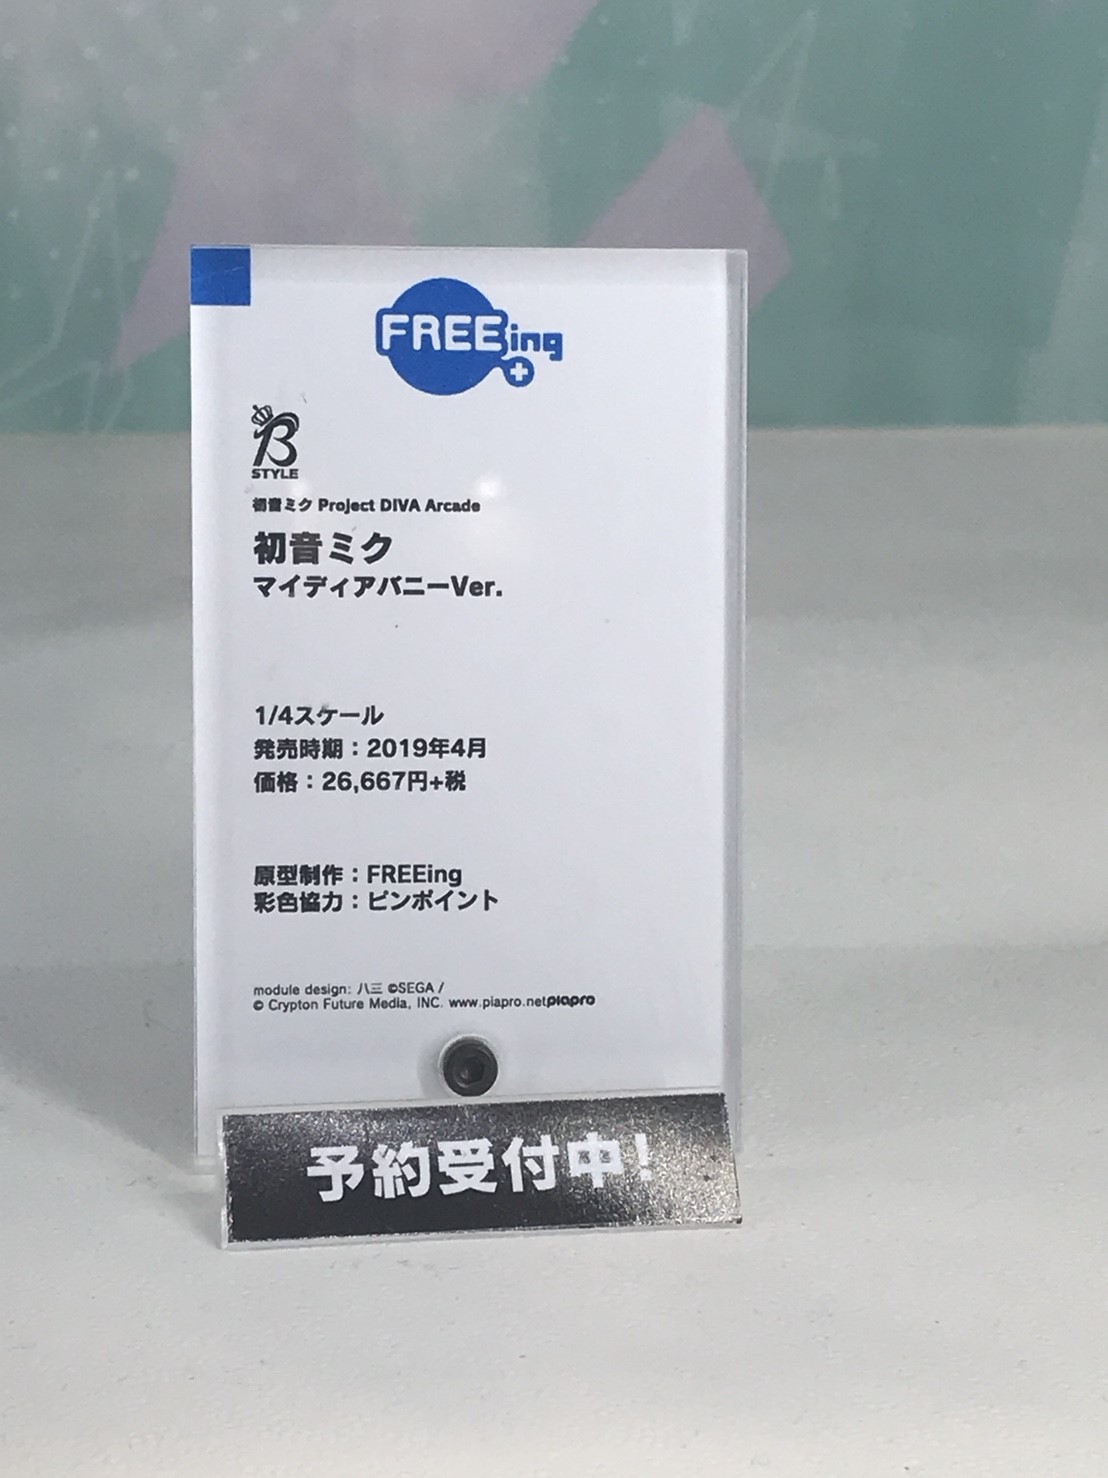 FREEing
B
STYLE
初音ミク Project DIVA Arcade
初音ミク
マイディアバニーVer.
1/4スケール
発売時期：2019年4月
価格：26,667円+税
原型制作：FREEing
彩色協力：ピンポイント
module design: 八三 ©SEGA /
© Crypton Future Media, INC. www.piapro.net piapro
予約受付中!